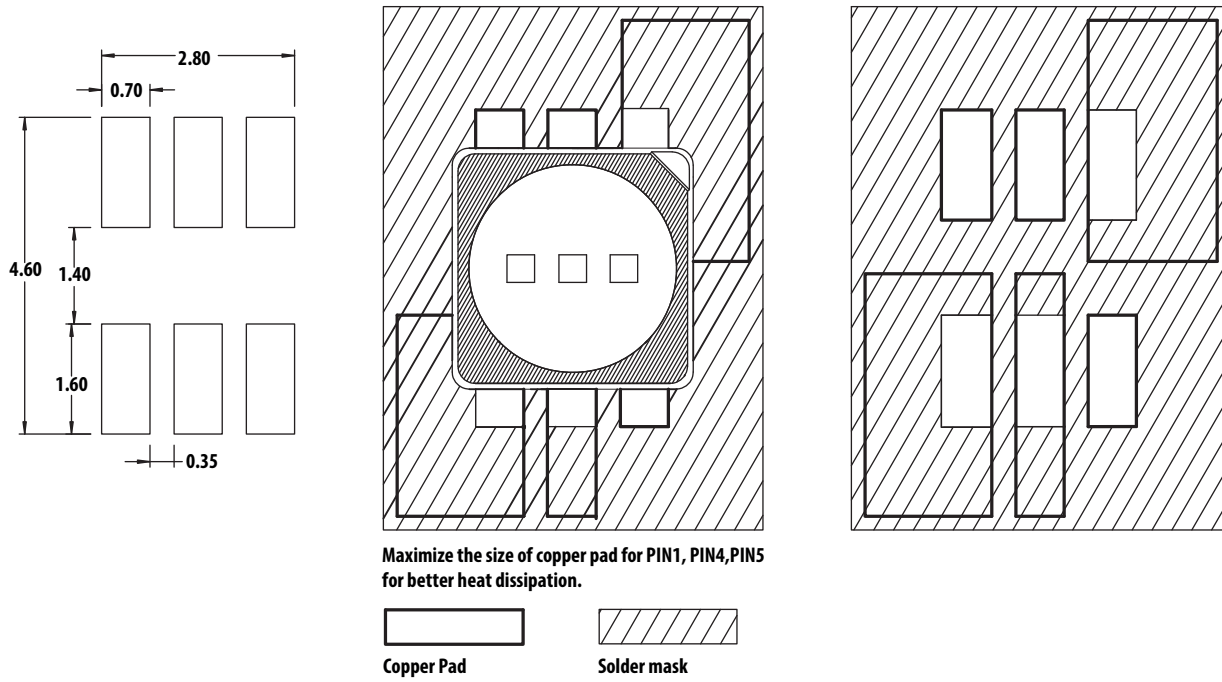 2.80
0.70
4.60
1.40
1.60
0.35
Maximize the size of copper pad for PIN1, PIN4,PIN5
for better heat dissipation.
Copper Pad
Solder mask